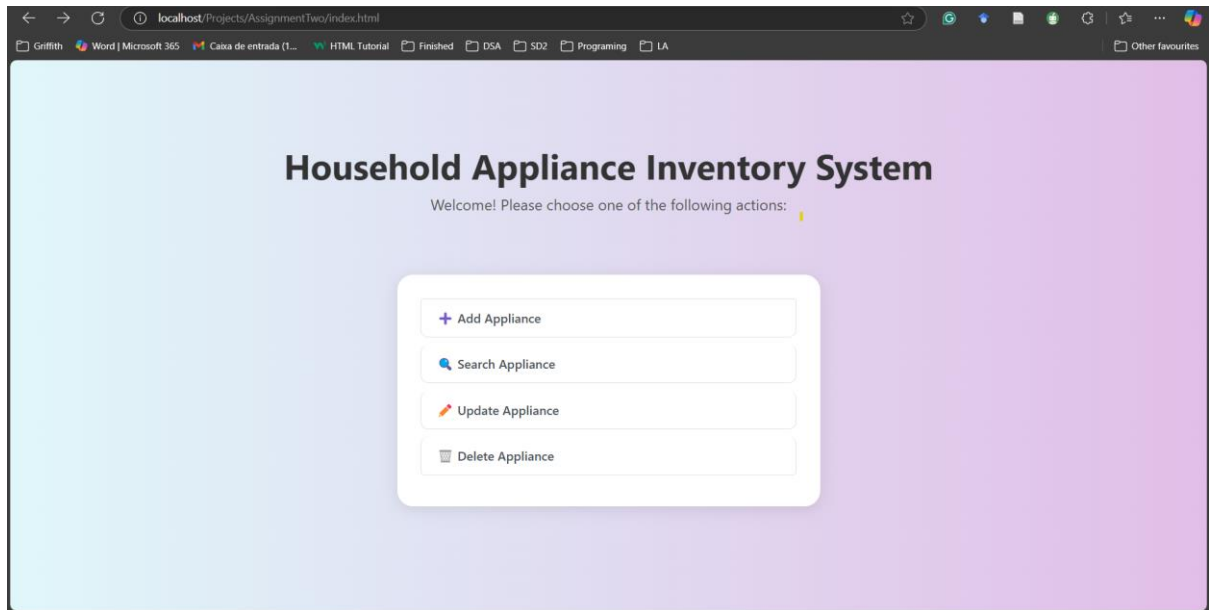 localhost/Projects/AssignmentTwo/index.html
Griffith Word | Microsoft 365 Caixa de entrada (1... HTML Tutorial Finished DSA SD2 Programing LA Other favourites
Household Appliance Inventory System
Welcome! Please choose one of the following actions:
Add Appliance
Search Appliance
Update Appliance
Delete Appliance